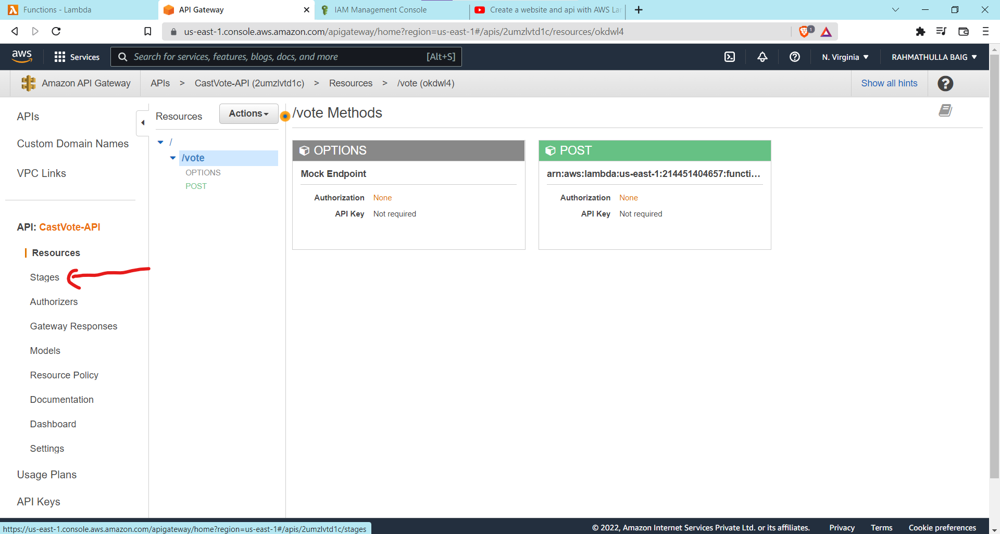 Functions - Lambda
API Gateway
IAM Management Console
Create a website and api with AWS La
us-east-1.console.aws.amazon.com/apigateway/home?region=us-east-1#/apis/2umzlvtd1c/resources/okdwl4
1
aws
Services
Search for services, features, blogs, docs, and more
[Alt+S]
N. Virginia
RAHMATHULLA BAIG
Amazon API Gateway
APIs > CastVote-API (2umzlvtd1c) > Resources > /vote (okdwl4)
Show all hints
APIs
Custom Domain Names
VPC Links
API: CastVote-API
Resources
Stages
Authorizers
Gateway Responses
Models
Resource Policy
Documentation
Dashboard
Settings
Usage Plans
API Keys
Resources
Actions
/
/vote
OPTIONS
POST
/vote Methods
OPTIONS
Mock Endpoint
Authorization None
API Key Not required
POST
arn:aws:lambda:us-east-1:214451404657:functi...
Authorization None
API Key Not required
https://us-east-1.console.aws.amazon.com/apigateway/home?region=us-east-1#/apis/2umzlvtd1c/stages
© 2022, Amazon Internet Services Private Ltd. or its affiliates.
Privacy
Terms
Cookie preferences